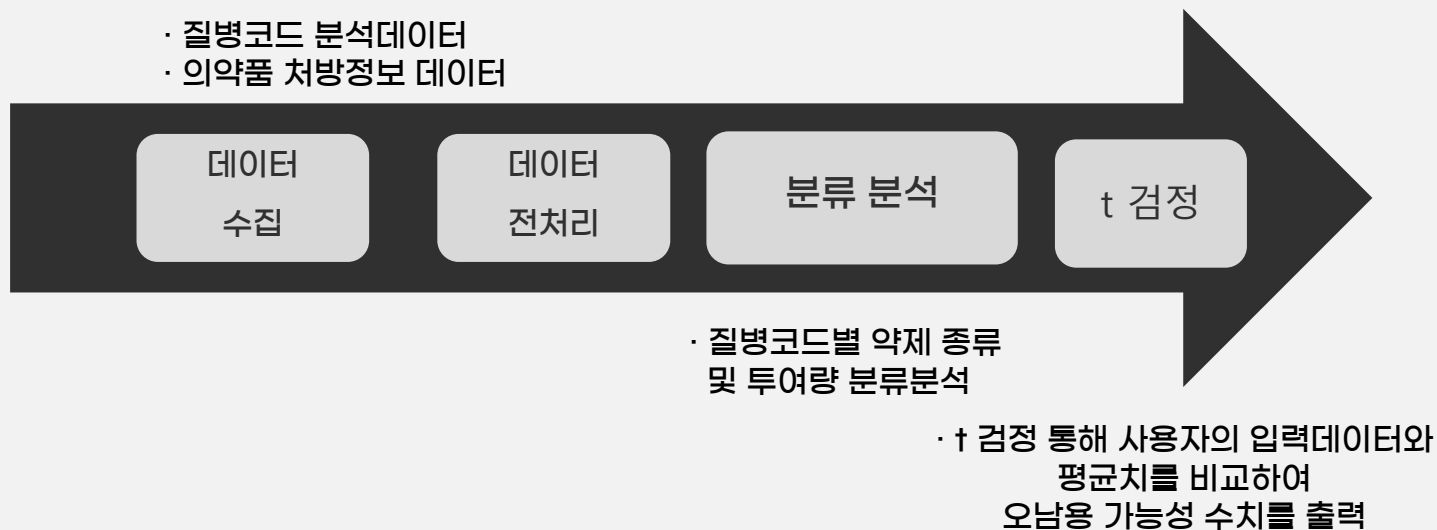 · 질병코드 분석데이터
· 의약품 처방정보 데이터
데이터
수집
데이터
전처리
분류 분석
t 검정
· 질병코드별 약제 종류
및 투여량 분류분석
· t 검정 통해 사용자의 입력데이터와
평균치를 비교하여
오남용 가능성 수치를 출력